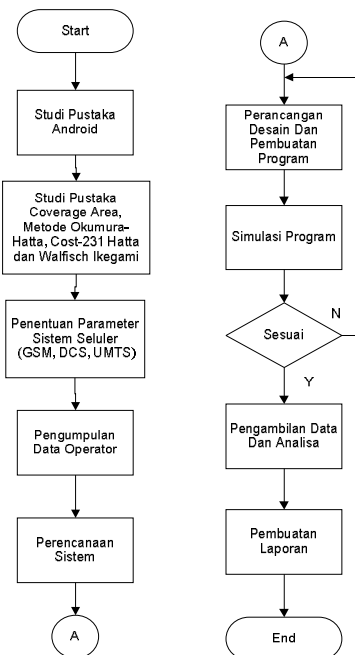 Start
Studi Pustaka
Android
Studi Pustaka
Coverage Area,
Metode Okumura-
Hatta, Cost-231 Hatta
dan Walfisch Ikegami
Penentuan Parameter
Sistem Seluler
(GSM, DCS, UMTS)
Pengumpulan
Data Operator
Perencanaan
Sistem
A
A
Perancangan
Desain Dan
Pembuatan
Program
Simulasi Program
Sesuai
N
Y
Pengambilan Data
Dan Analisa
Pembuatan
Laporan
End